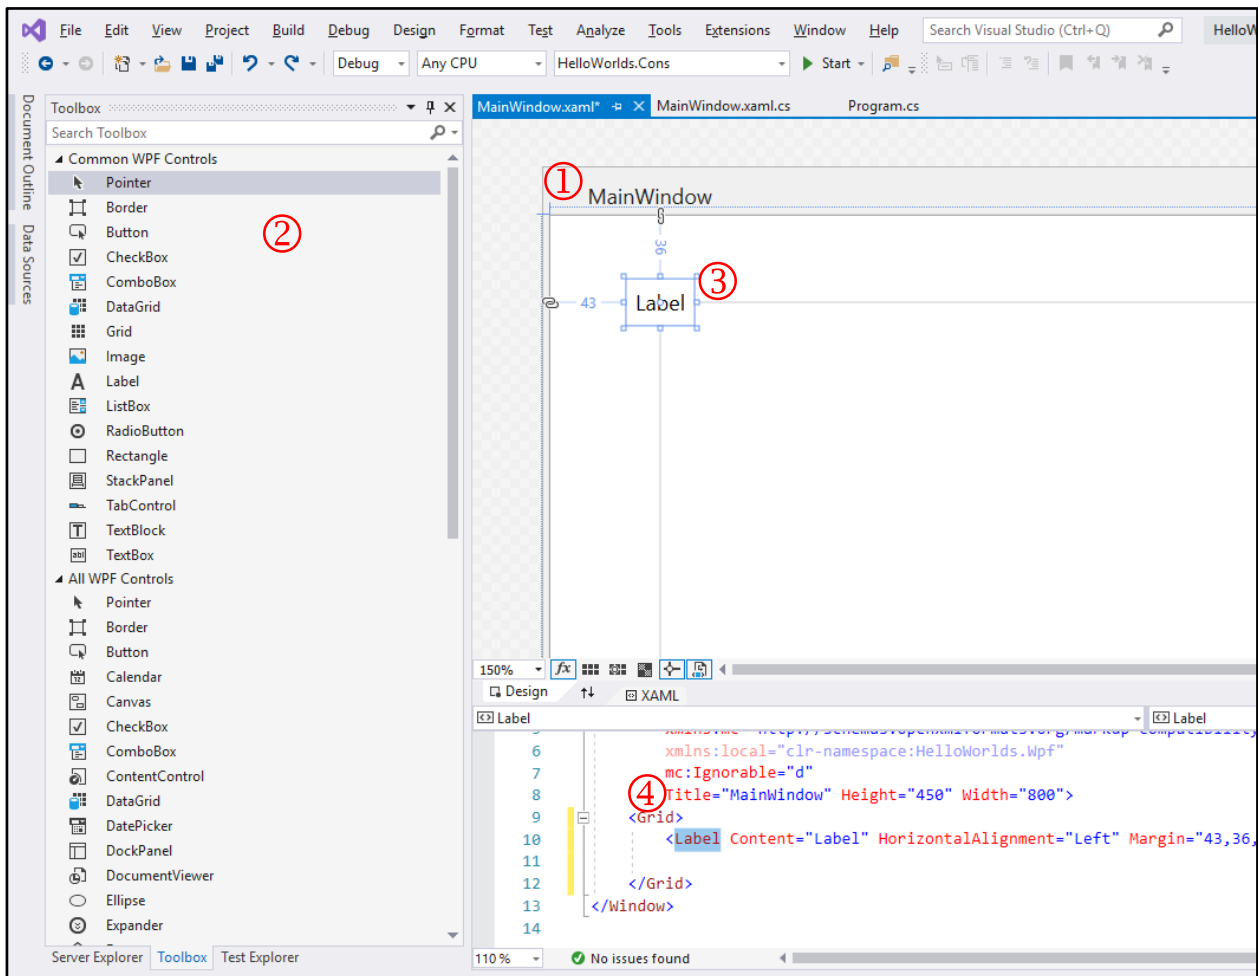 File Edit View Project Build Debug Design Format Test Analyze Tools Extensions Window Help Search Visual Studio (Ctrl+Q) HelloW
Debug Any CPU HelloWorlds.Cons Start
Document Outline
Data Sources
Toolbox
Search Toolbox
Common WPF Controls
Pointer
Border
Button
CheckBox
ComboBox
DataGrid
Grid
Image
Label
ListBox
RadioButton
Rectangle
StackPanel
TabControl
TextBlock
TextBox
All WPF Controls
Pointer
Border
Button
Calendar
Canvas
CheckBox
ComboBox
ContentControl
DataGrid
DatePicker
DockPanel
DocumentViewer
Ellipse
Expander
Server Explorer Toolbox Test Explorer
②
MainWindow.xaml* MainWindow.xaml.cs Program.cs
① MainWindow
36
③
43 Label
150% fx
Design XAML
Label Label
6 xmlns:local="clr-namespace:HelloWorlds.Wpf"
7 mc:Ignorable="d"
8 ④ Title="MainWindow" Height="450" Width="800">
9 <Grid>
10 <Label Content="Label" HorizontalAlignment="Left" Margin="43,36,
11
12 </Grid>
13 </Window>
14
110 % No issues found